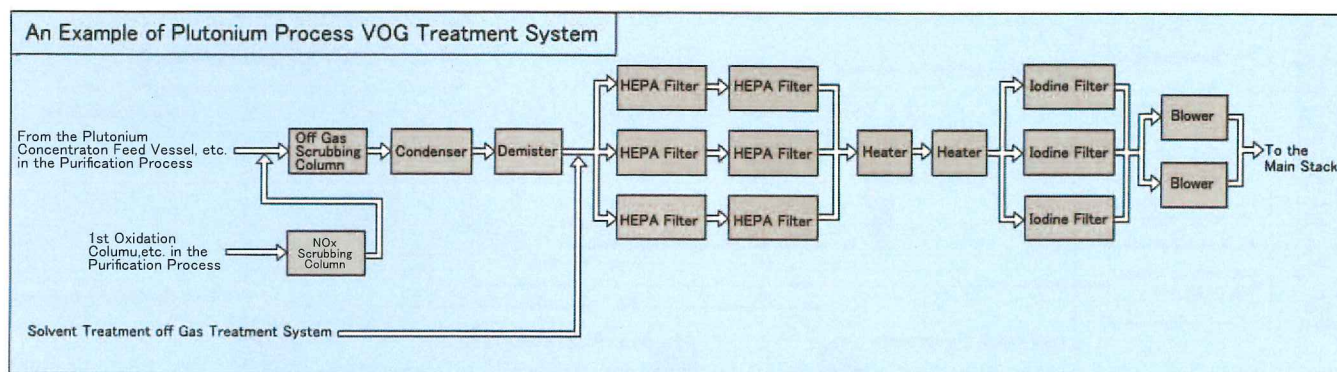 An Example of Plutonium Process VOG Treatment System
From the Plutonium
Concentraton Feed Vessel, etc.
in the Purification Process
Off Gas
Scrubbing
Column
Condenser
Demister
HEPA Filter
HEPA Filter
HEPA Filter
HEPA Filter
HEPA Filter
HEPA Filter
Heater
Heater
Iodine Filter
Iodine Filter
Iodine Filter
Blower
Blower
To the
Main Stack
1st Oxidation
Columu,etc. in the
Purification Process
NOx
Scrubbing
Column
Solvent Treatment off Gas Treatment System